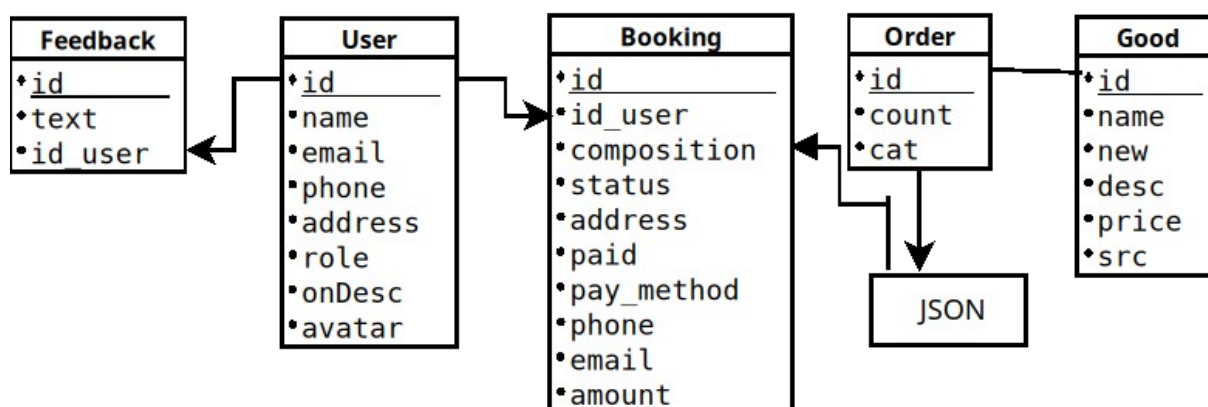 Feedback
id
text
id_user
User
id
name
email
phone
address
role
onDesc
avatar
Booking
id
id_user
composition
status
address
paid
pay_method
phone
email
amount
Order
id
count
cat
JSON
Good
id
name
new
desc
price
src